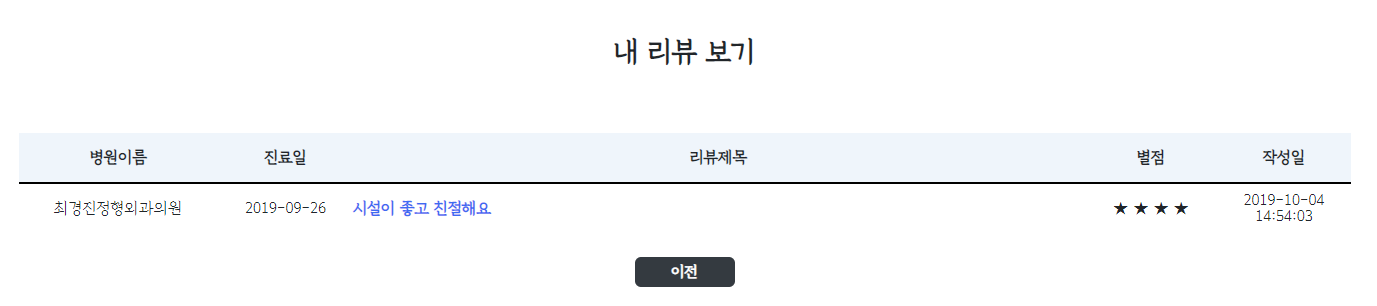 내 리뷰 보기
병원이름 진료일 리뷰제목 별점 작성일
최경진정형외과의원 2019-09-26 시설이 좋고 친절해요 ★ ★ ★ ★ 2019-10-04
14:54:03
이전